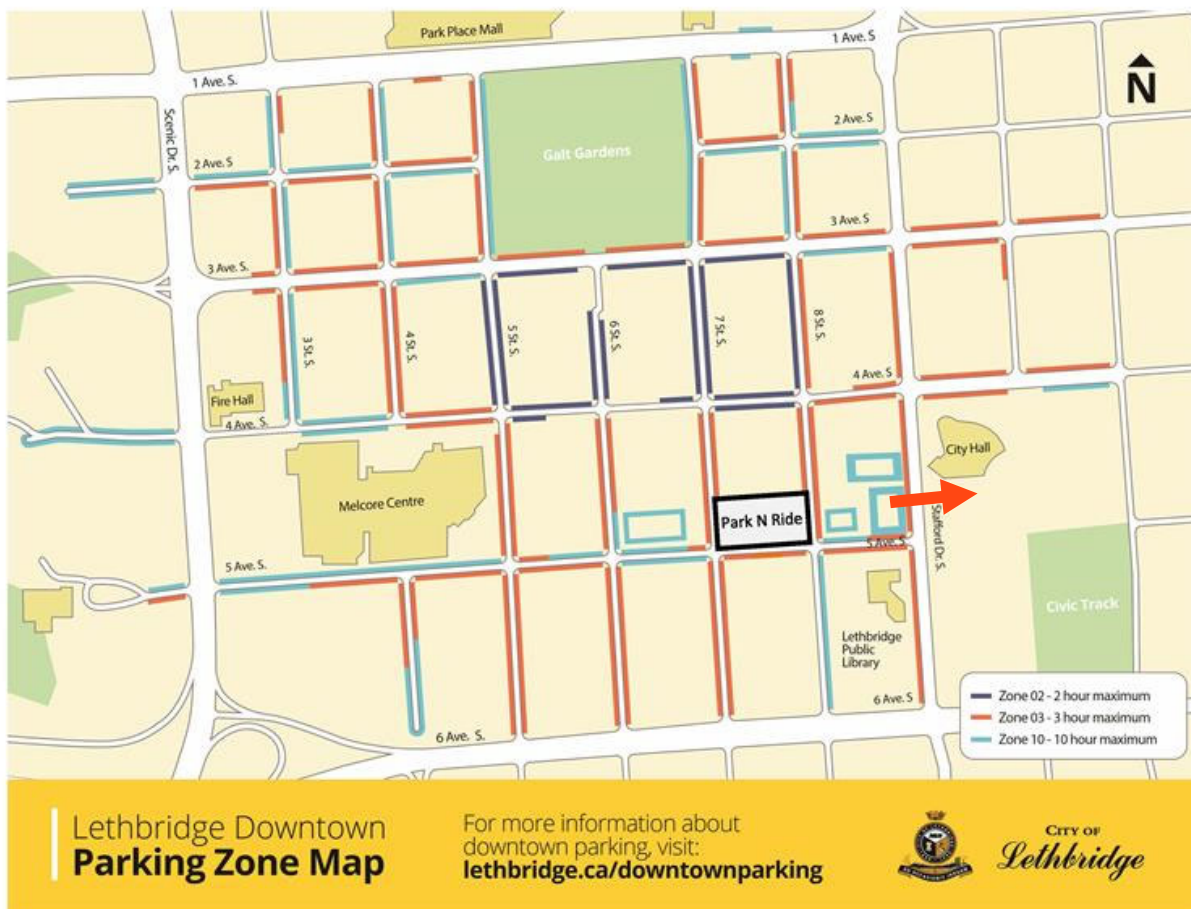 Park Place Mall
1 Ave. S
1 Ave. S.
N
Scenic Dr. S.
2 Ave. S
Galt Gardens
2 Ave. S
3 Ave. S
3 Ave. S.
3 St. S.
4 St. S.
5 St. S.
6 St. S.
7 St. S.
8 St. S.
4 Ave. S
Fire Hall
4 Ave. S.
City Hall
Melcore Centre
Park N Ride
Stafford Dr. S.
5 Ave. S.
5 Ave. S.
Civic Track
Lethbridge
Public
Library
6 Ave. S
6 Ave. S.
Zone 02 - 2 hour maximum
Zone 03 - 3 hour maximum
Zone 10 - 10 hour maximum
Lethbridge Downtown
Parking Zone Map
For more information about
downtown parking, visit:
lethbridge.ca/downtownparking
CITY OF
Lethbridge